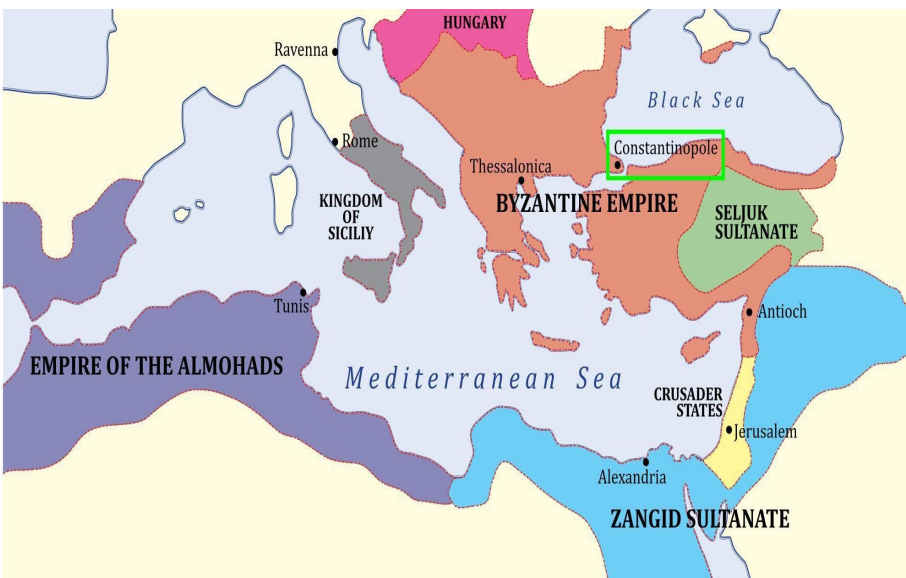 HUNGARY
Ravenna
Black Sea
Rome
Constantinopole
Thessalonica
KINGDOM
OF
SICILIY
BYZANTINE EMPIRE
SELJUK
SULTANATE
Tunis
Antioch
EMPIRE OF THE ALMOHADS
Mediterranean Sea
CRUSADER
STATES
Jerusalem
Alexandria
ZANGID SULTANATE